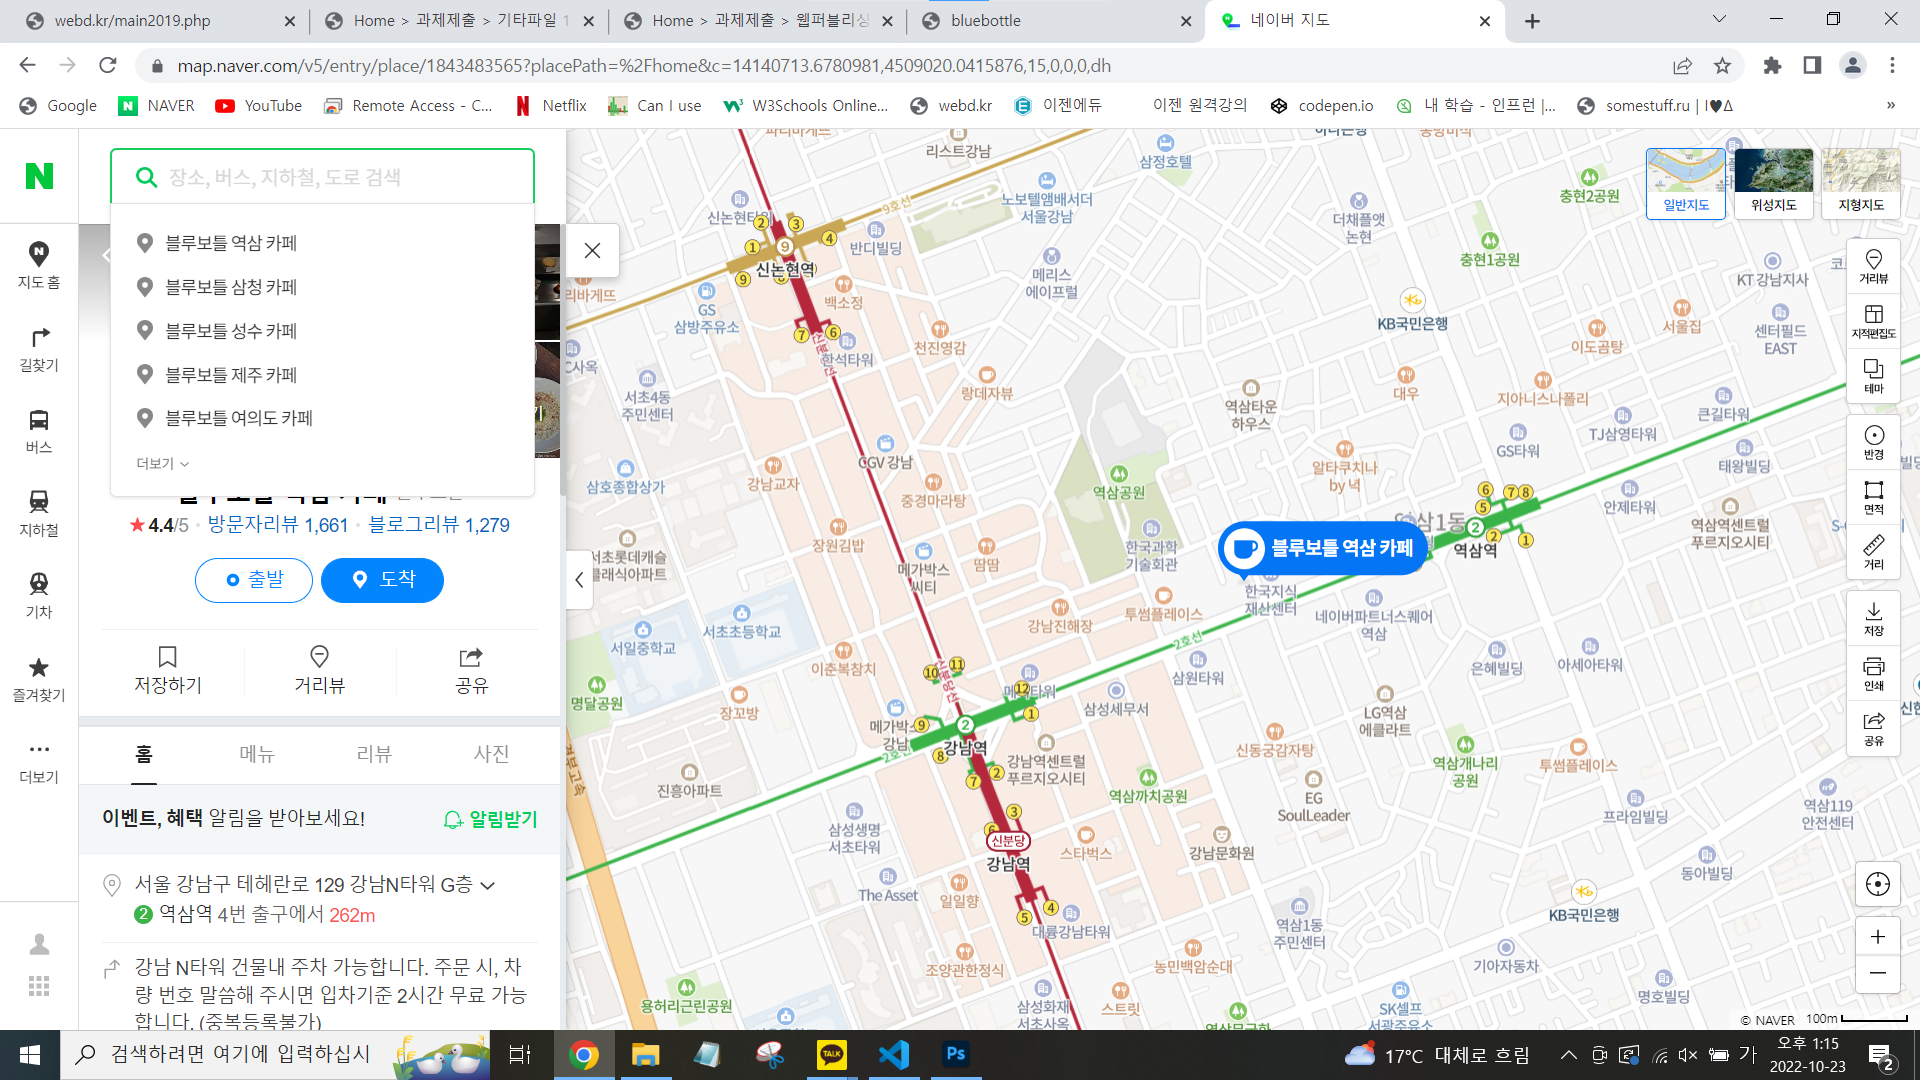 webd.kr/main2019.php
Home > 과제제출 > 기타파일 1
Home > 과제제출 > 웹퍼블리싱
bluebottle
네이버 지도
map.naver.com/v5/entry/place/1843483565?placePath=%2Fhome&c=14140713.6780981,4509020.0415876,15,0,0,0,dh
Google
NAVER
YouTube
Remote Access - C...
Netflix
Can I use
W3Schools Online...
webd.kr
이젠에듀
이젠 원격강의
codepen.io
내 학습 - 인프런 |...
somestuff.ru | I♥Δ
»
N
장소, 버스, 지하철, 도로 검색
블루보틀 역삼 카페
블루보틀 삼청 카페
블루보틀 성수 카페
블루보틀 제주 카페
블루보틀 여의도 카페
더보기
지도 홈
길찾기
버스
지하철
기차
즐겨찾기
더보기
★ 4.4/5 · 방문자리뷰 1,661 · 블로그리뷰 1,279
출발
도착
저장하기
거리뷰
공유
홈
메뉴
리뷰
사진
이벤트, 혜택 알림을 받아보세요!
알림받기
서울 강남구 테헤란로 129 강남N타워 G층
2 역삼역 4번 출구에서 262m
강남 N타워 건물내 주차 가능합니다. 주문 시, 차
량 번호 말씀해 주시면 입차기준 2시간 무료 가능
합니다. (중복등록불가)
리스트강남
삼정호텔
노보텔앰배서더
서울강남
충현2공원
더채플앳
논현
신논현역
9호선
반디빌딩
메리스
에이프럴
충현1공원
KT 강남지사
GS
삼방주유소
백소정
KB국민은행
서울집
센터필드
EAST
천진영감
한석타워
이도곰탕
서초4동
주민센터
랑데자뷰
역삼타운
하우스
대우
지아니스나폴리
큰길타워
TJ삼영타워
GS타워
태왕빌딩
CGV 강남
강남교자
삼호종합상가
중경마라탕
역삼공원
알타쿠치나
by 녁
안제타워
역삼역센트럴
푸르지오시티
장원김밥
메가박스
씨티
땀땀
한국과학
기술회관
블루보틀 역삼 카페
역삼역
한국지식
재산센터
네이버파트너스퀘어
역삼
투썸플레이스
강남진해장
서초초등학교
서일중학교
이춘복참치
2호선
은혜빌딩
아세아타워
삼원타워
명달공원
장꼬방
삼성세무서
LG역삼
에클라트
강남역
2호선
신분당선
강남역센트럴
푸르지오시티
신동궁감자탕
역삼개나리
공원
투썸플레이스
진흥아파트
역삼까치공원
EG
SoulLeader
프라임빌딩
역삼119
안전센터
삼성생명
서초타워
신분당
강남역
스타벅스
강남문화원
동아빌딩
The Asset
일일향
대륭강남타워
역삼1동
주민센터
KB국민은행
조양관한정식
농민백암순대
기아자동차
용허리근린공원
삼성화재
서초사옥
스트릿
SK셀프
서광주유소
명호빌딩
일반지도
위성지도
지형지도
거리뷰
지적편집도
테마
반경
면적
거리
저장
인쇄
공유
© NAVER
100m
검색하려면 여기에 입력하십시
TALK
Ps
17°C 대체로 흐림
가
오후 1:15
2022-10-23
2